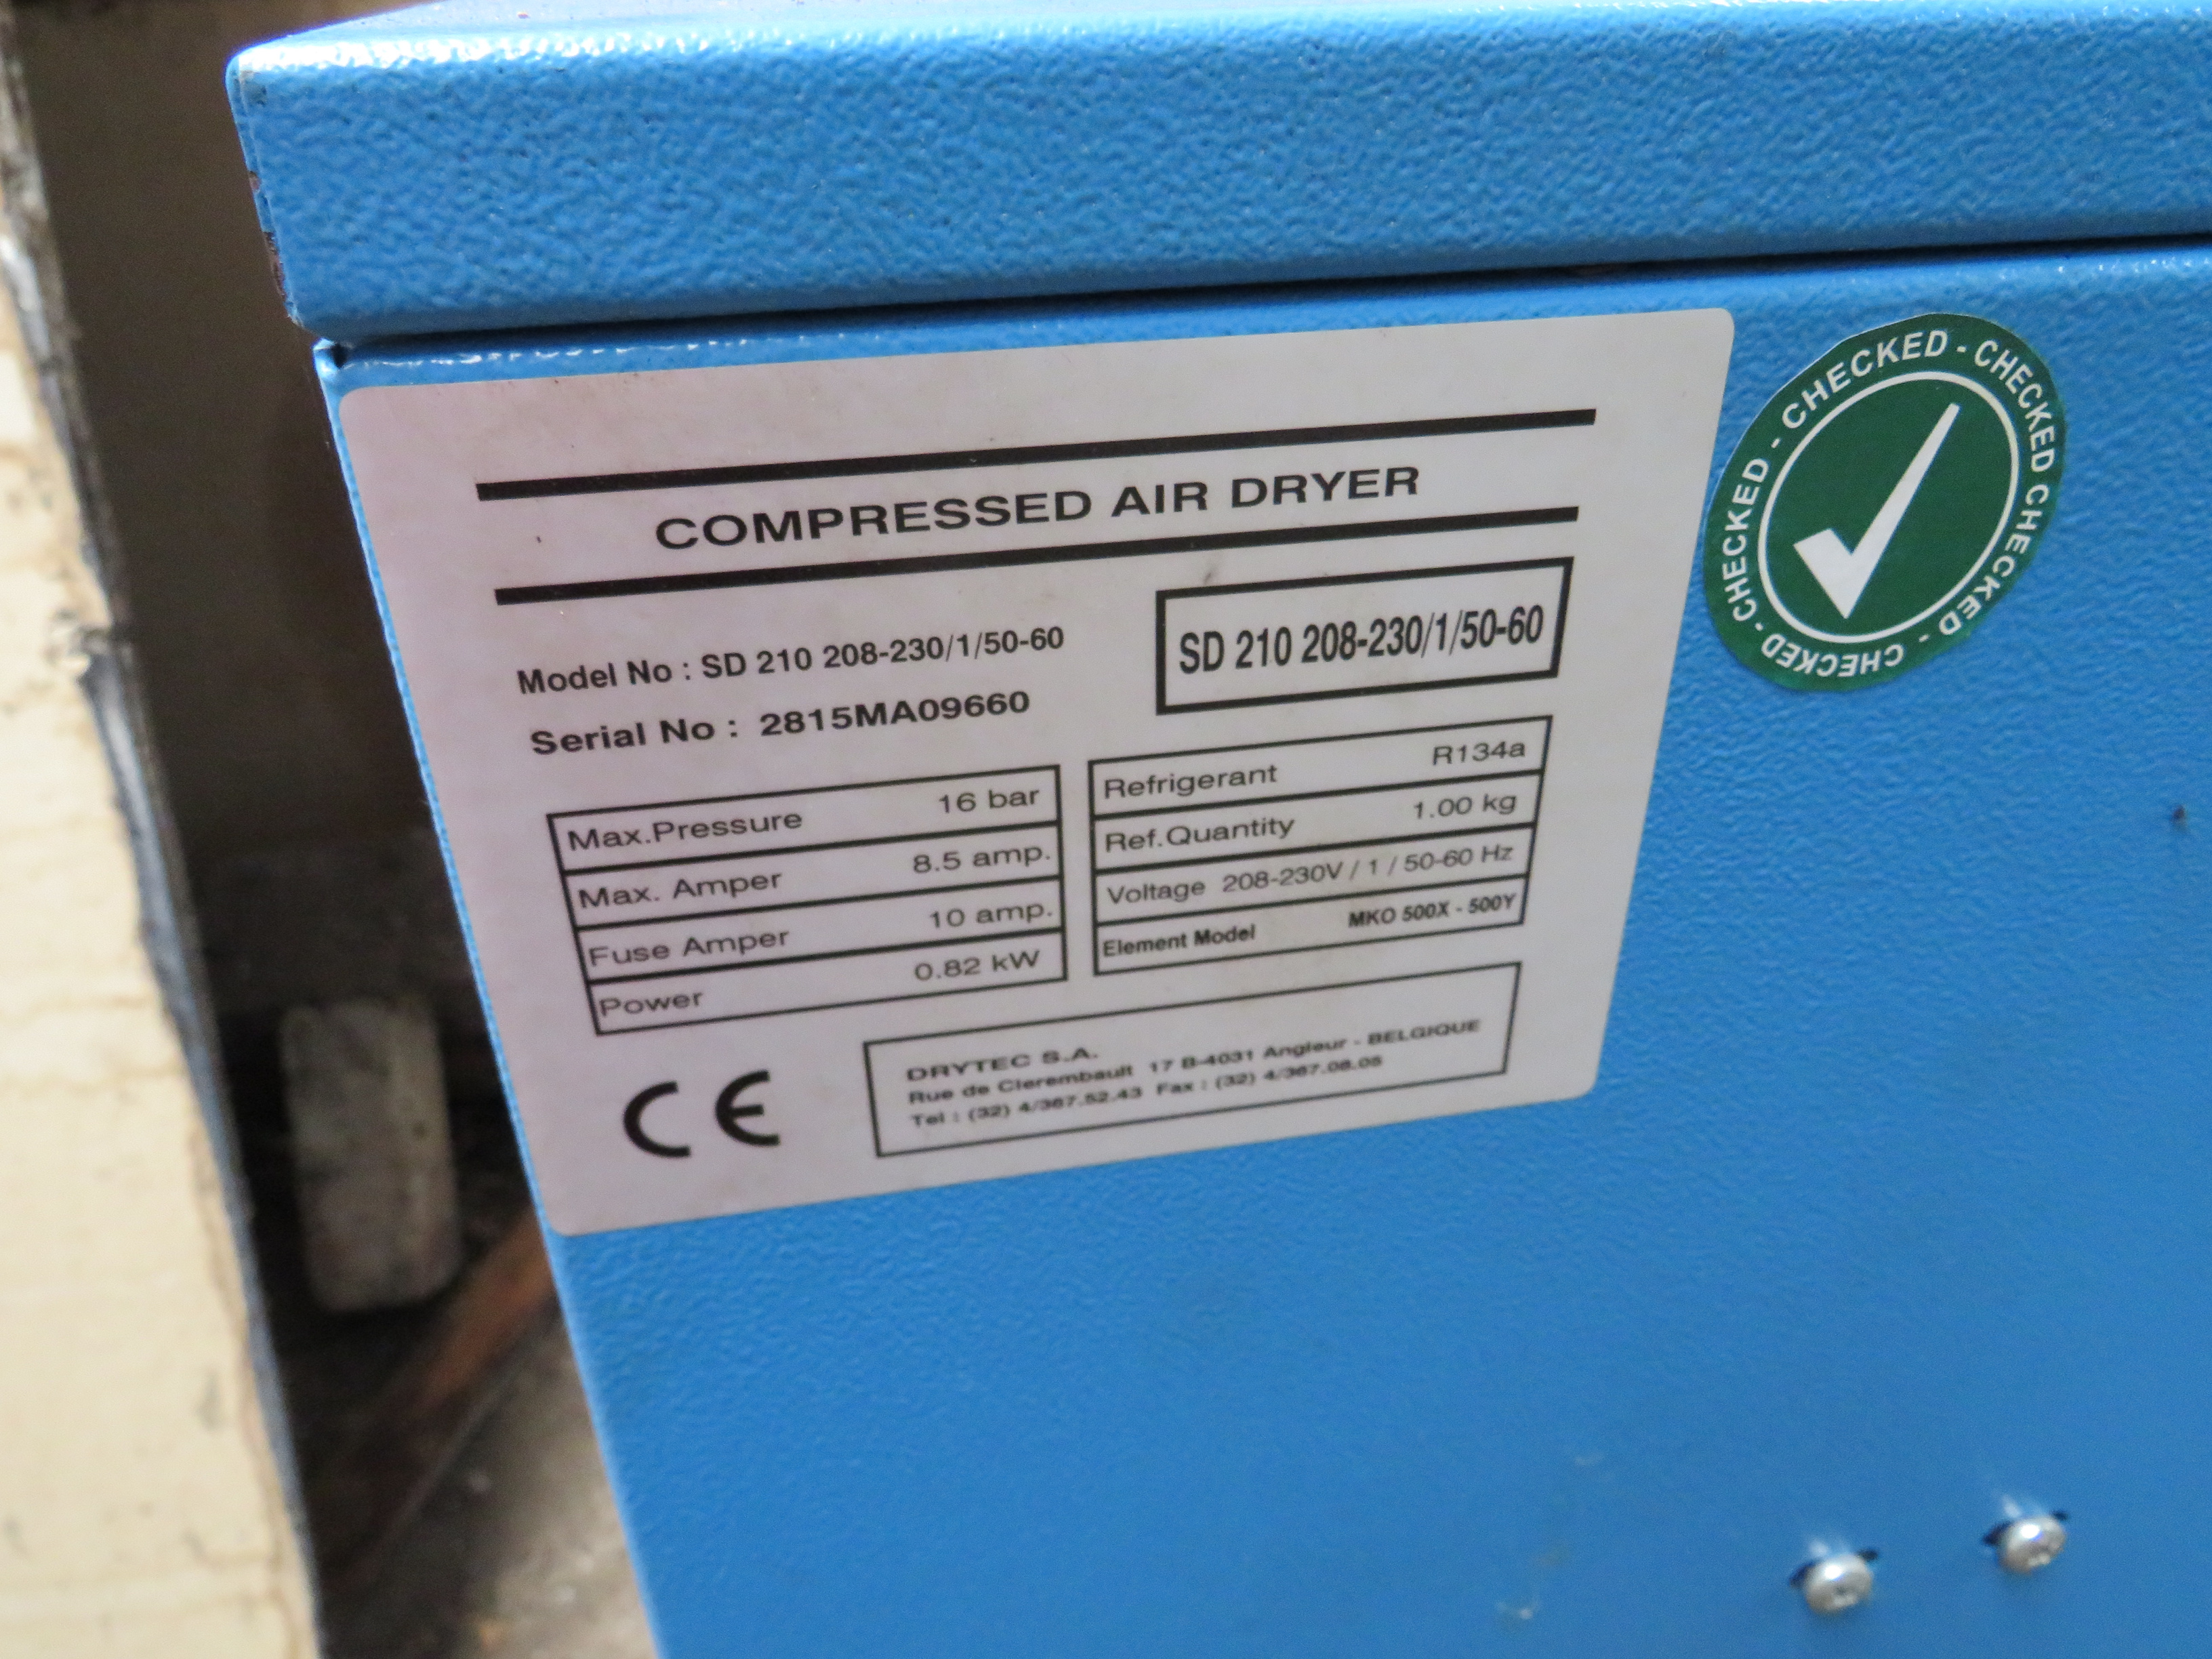 COMPRESSED AIR DRYER
Model No : SD 210 208-230/1/50-60
SD 210 208-230/1/50-60
Serial No : 2815MA09660
Max.Pressure 16 bar
Max. Amper 8.5 amp.
Fuse Amper 10 amp.
Power 0.82 kW
Refrigerant R134a
Ref.Quantity 1.00 kg
Voltage 208-230V / 1 / 50-60 Hz
Element Model MKO 500X - 500Y
CE
DRYTEC S.A.
Rue de Clerembault 17 B-4031 Angleur - BELGIQUE
Tel : (32) 4/367.52.43 Fax : (32) 4/367.08.05
CHECKED - CHECKED - CHECKED - CHECKED CHECKED - CHECKED - CHECKED -